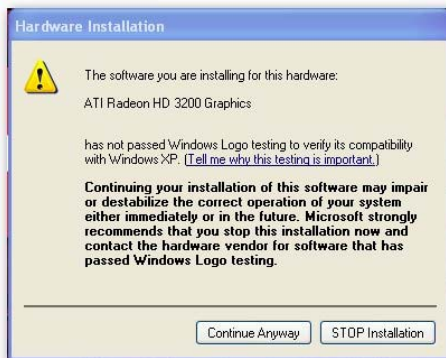 Hardware Installation
The software you are installing for this hardware:
ATI Radeon HD 3200 Graphics
has not passed Windows Logo testing to verify its compatibility
with Windows XP. (Tell me why this testing is important.)
Continuing your installation of this software may impair
or destabilize the correct operation of your system
either immediately or in the future. Microsoft strongly
recommends that you stop this installation now and
contact the hardware vendor for software that has
passed Windows Logo testing.
Continue Anyway STOP Installation